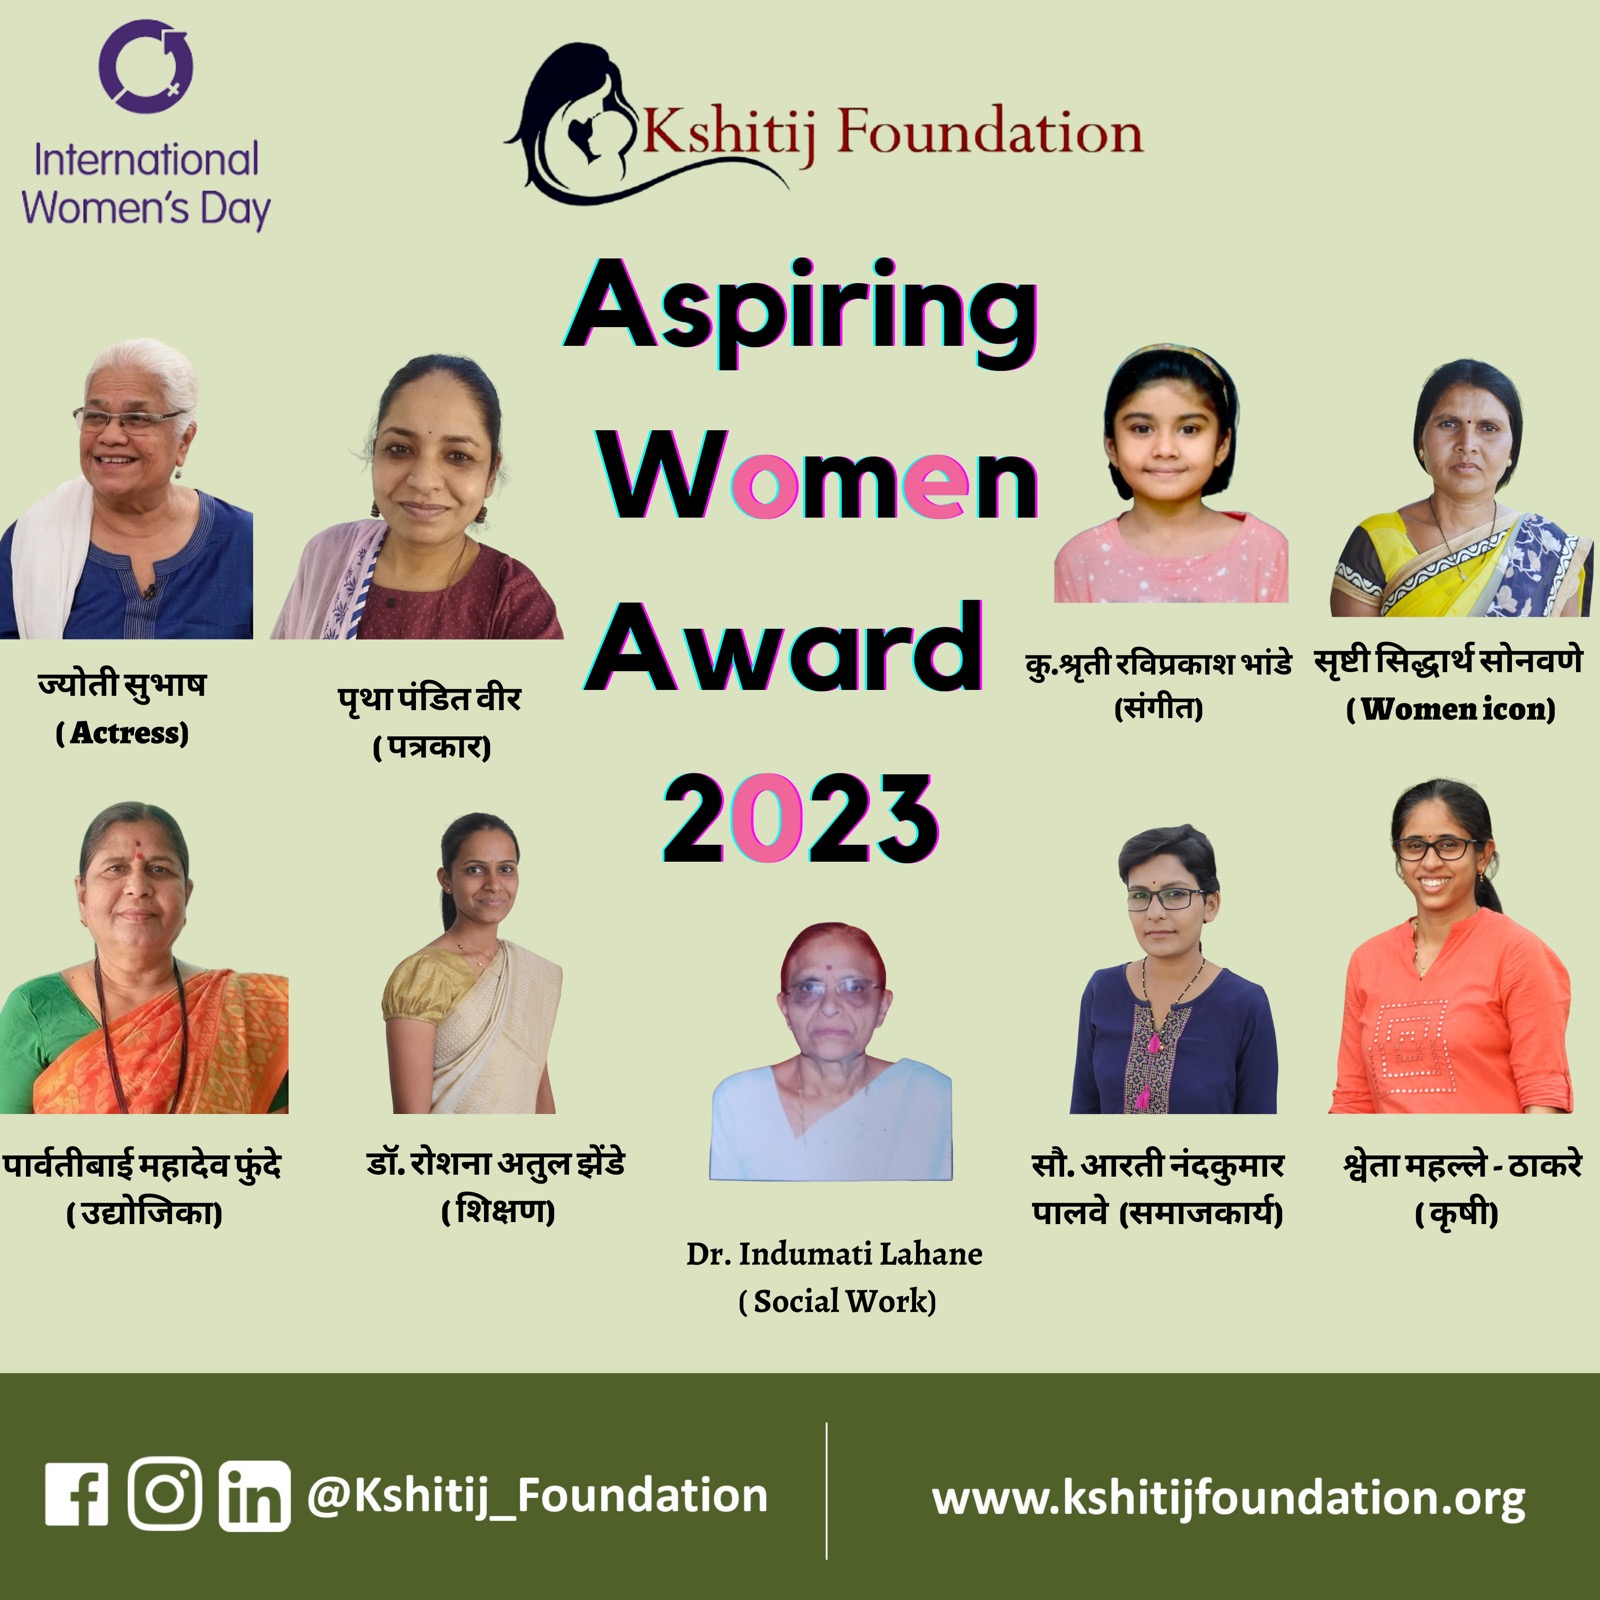 International
Women's Day
Kshitij Foundation
Aspiring
Women
Award
2023
ज्योती सुभाष
( Actress)
पृथा पंडित वीर
( पत्रकार)
कु.श्रृती रविप्रकाश भांडे
(संगीत)
सृष्टी सिद्धार्थ सोनवणे
( Women icon)
पार्वतीबाई महादेव फुंदे
( उद्योजिका)
डॉ. रोशना अतुल झेंडे
( शिक्षण)
Dr. Indumati Lahane
( Social Work)
सौ. आरती नंदकुमार
पालवे (समाजकार्य)
श्वेता महल्ले - ठाकरे
( कृषी)
@Kshitij_Foundation
www.kshitijfoundation.org